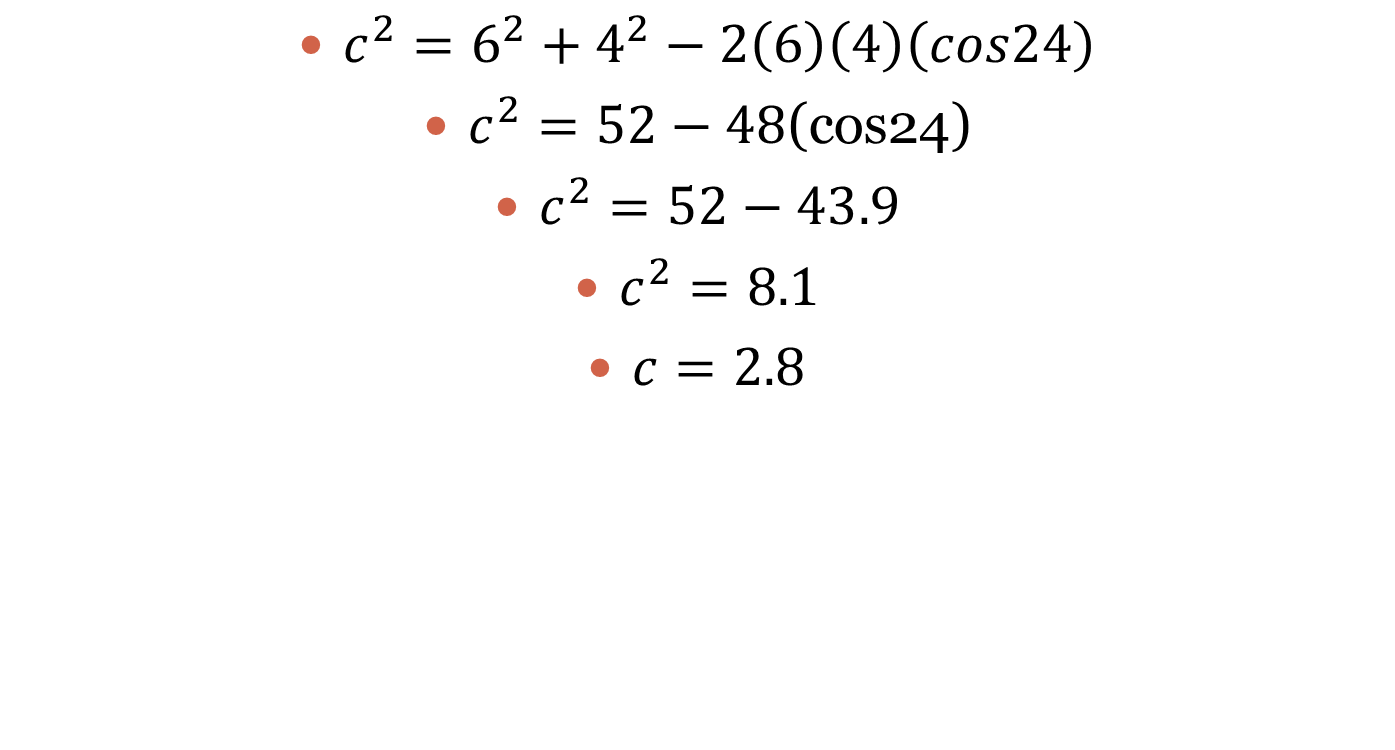 • c² = 6² + 4² − 2(6)(4)(cos24)
• c² = 52 − 48(cos24)
• c² = 52 − 43.9
• c² = 8.1
• c = 2.8